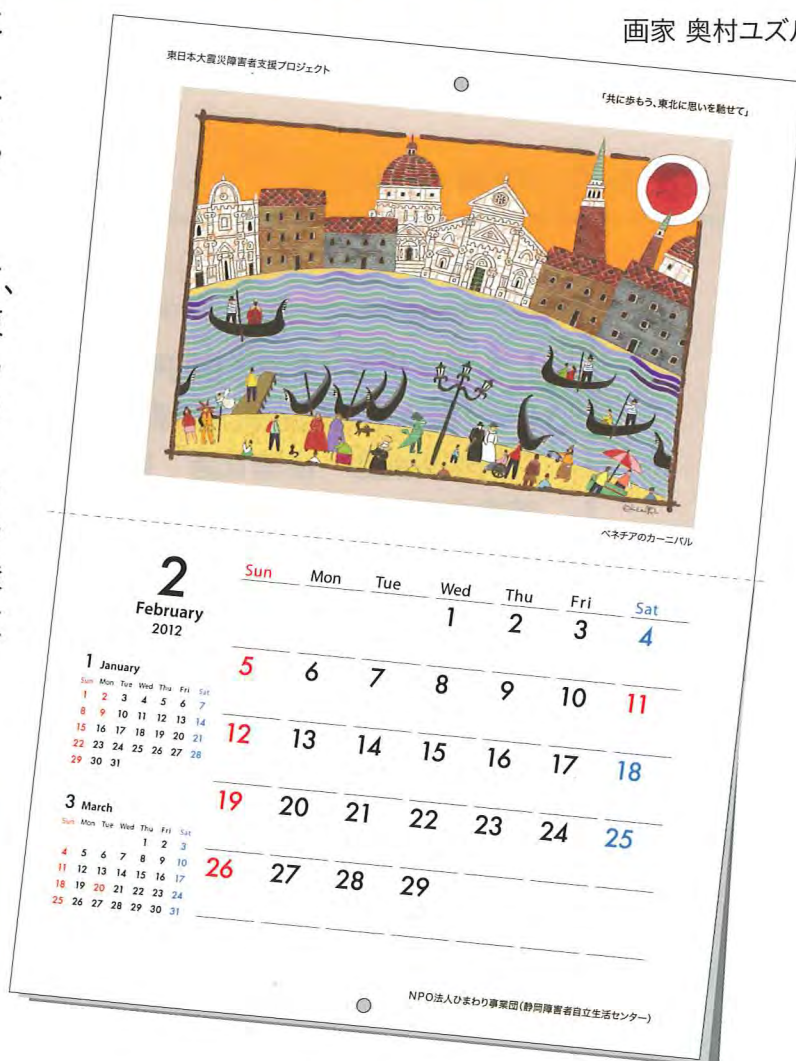 画家 奥村ユズル
東日本大震災障害者支援プロジェクト
「共に歩もう、東北に思いを馳せて」
ベネチアのカーニバル
2
February
2012
Sun Mon Tue Wed Thu Fri Sat
1 2 3 4
5 6 7 8 9 10 11
12 13 14 15 16 17 18
19 20 21 22 23 24 25
26 27 28 29
1 January
Sun Mon Tue Wed Thu Fri Sat
1 2 3 4 5 6 7
8 9 10 11 12 13 14
15 16 17 18 19 20 21
22 23 24 25 26 27 28
29 30 31
3 March
Sun Mon Tue Wed Thu Fri Sat
1 2 3
4 5 6 7 8 9 10
11 12 13 14 15 16 17
18 19 20 21 22 23 24
25 26 27 28 29 30 31
NPO法人ひまわり事業団(静岡障害者自立生活センター)